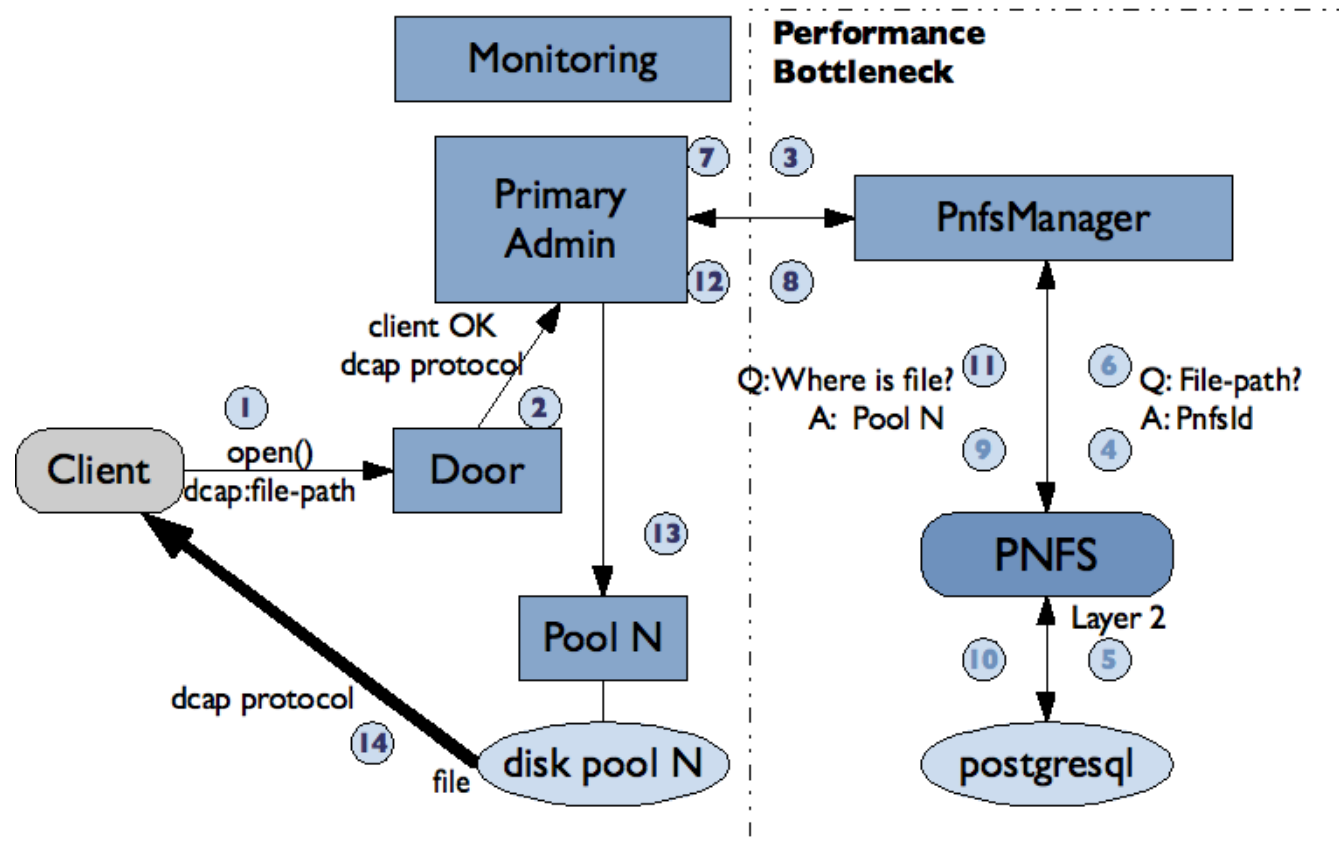 Monitoring
Performance
Bottleneck
Primary
Admin
7
3
PnfsManager
12
8
client OK
dcap protocol
Q:Where is file?
A: Pool N
11
6
Q: File-path?
A: PnfsId
9
4
1
2
Client
open()
dcap:file-path
Door
13
PNFS
Layer 2
10
5
Pool N
dcap protocol
14
file
disk pool N
postgresql